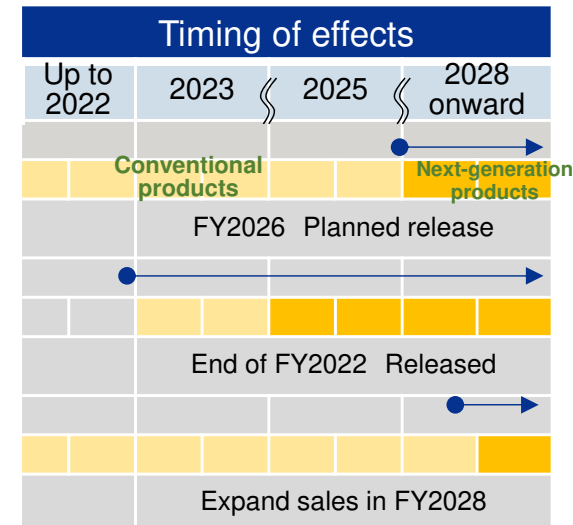 Timing of effects
Up to
2022
2023
2025
2028
onward
Conventional
products
Next-generation
products
FY2026 Planned release
End of FY2022 Released
Expand sales in FY2028